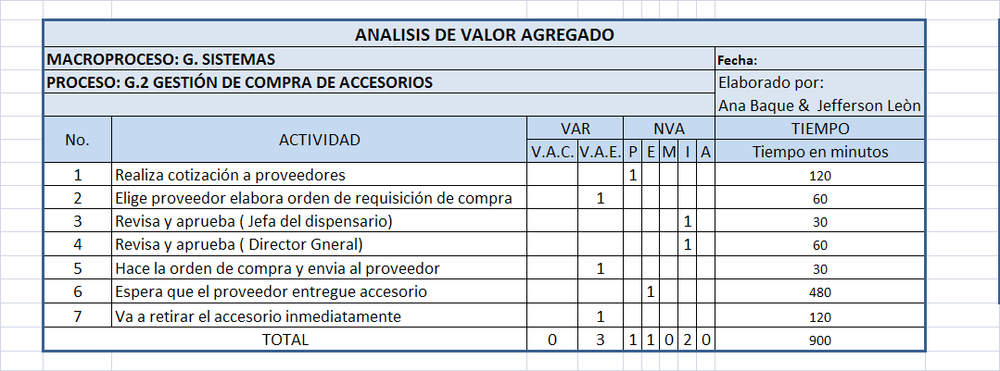 ANALISIS DE VALOR AGREGADO
MACROPROCESO: G. SISTEMAS Fecha:
PROCESO: G.2 GESTIÓN DE COMPRA DE ACCESORIOS Elaborado por:
Ana Baque & Jefferson Leòn
No. ACTIVIDAD VAR NVA TIEMPO
V.A.C. V.A.E. P E M I A Tiempo en minutos
1 Realiza cotización a proveedores 1 120
2 Elige proveedor elabora orden de requisición de compra 1 60
3 Revisa y aprueba ( Jefa del dispensario) 1 30
4 Revisa y aprueba ( Director Gneral) 1 60
5 Hace la orden de compra y envia al proveedor 1 30
6 Espera que el proveedor entregue accesorio 1 480
7 Va a retirar el accesorio inmediatamente 1 120
TOTAL 0 3 1 1 0 2 0 900